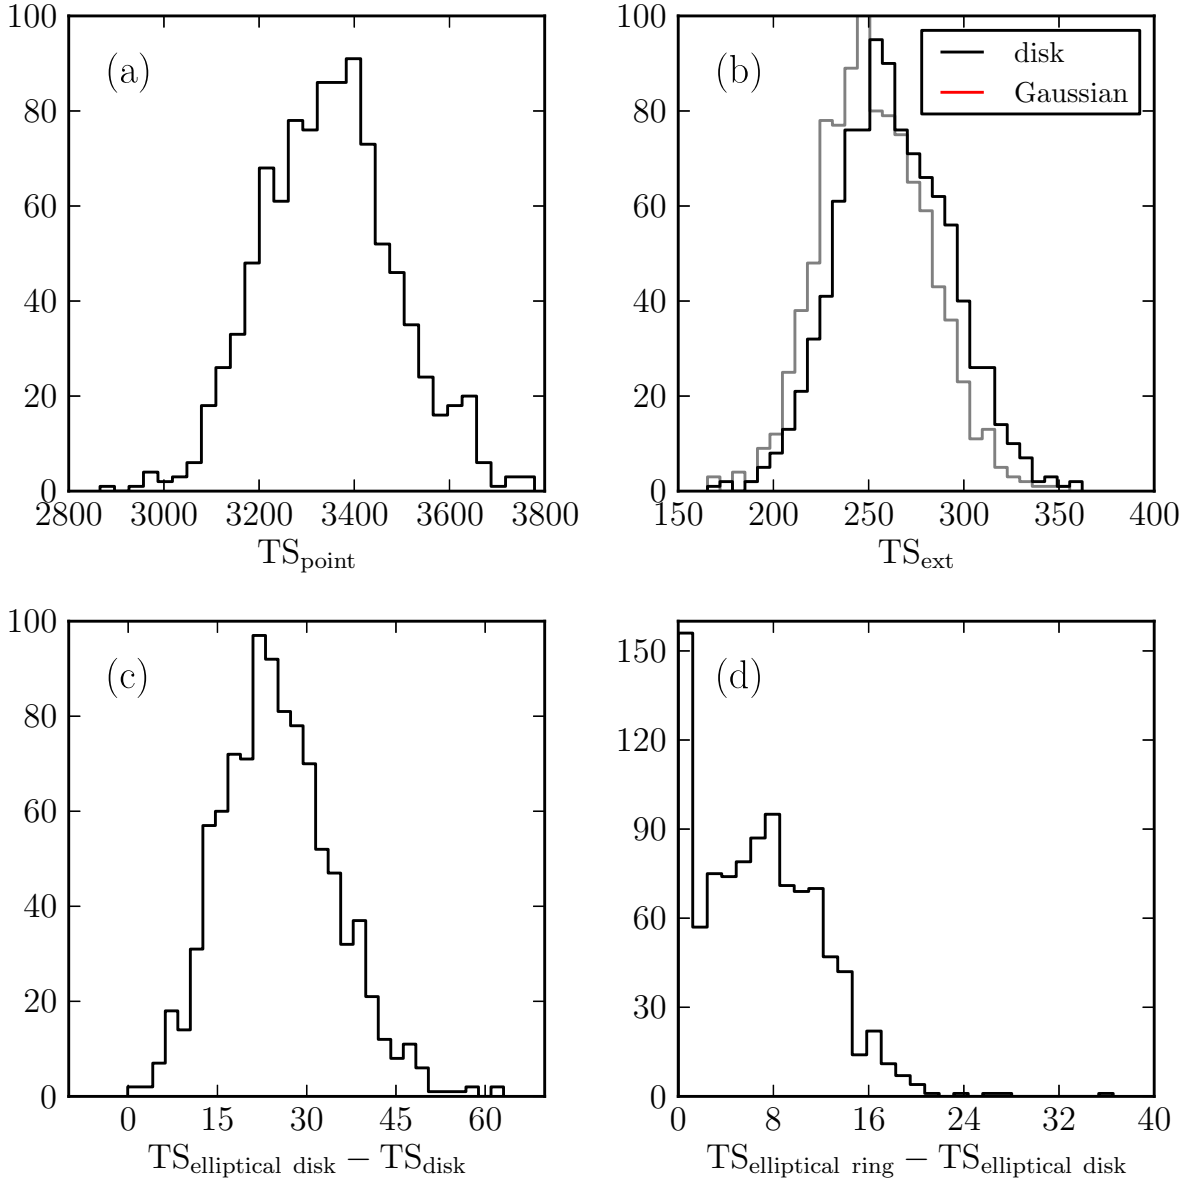 (a)
100
80
60
40
20
0
2800 3000 3200 3400 3600 3800
TSpoint
(b)
disk
Gaussian
100
80
60
40
20
0
150 200 250 300 350 400
TSext
(c)
100
80
60
40
20
0
0 15 30 45 60
TSelliptical disk − TSdisk
(d)
150
120
90
60
30
0
0 8 16 24 32 40
TSelliptical ring − TSelliptical disk